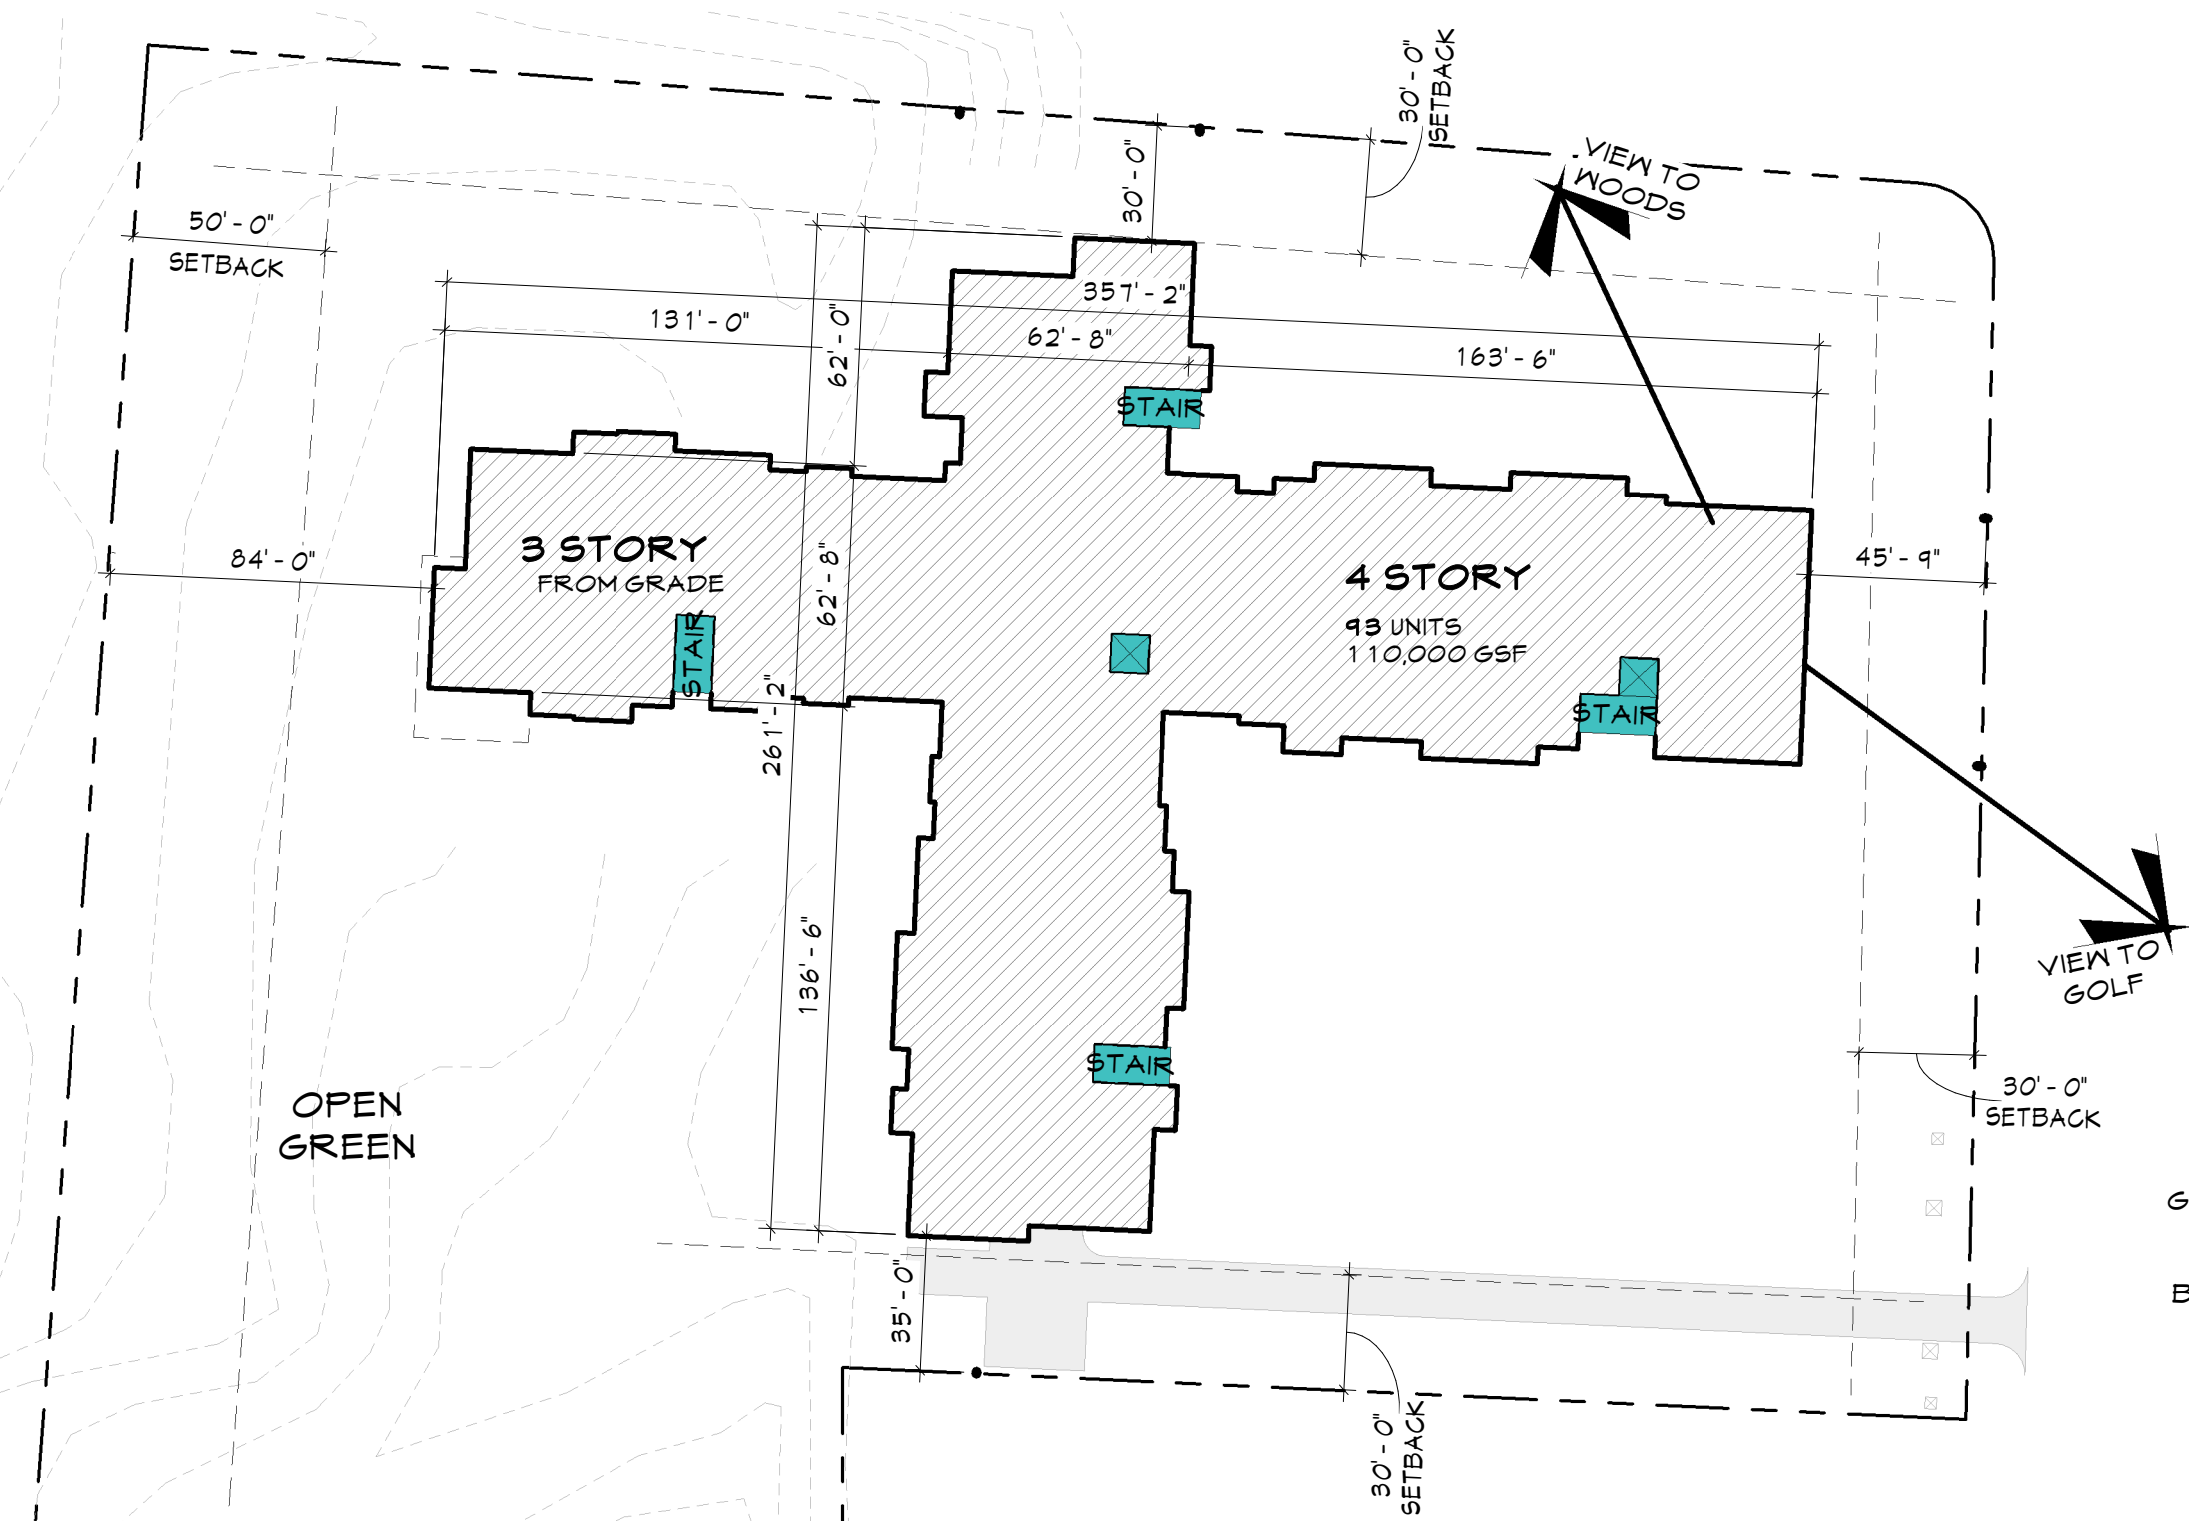 30'-0"
SETBACK
VIEW TO
WOODS
30'-0"
50'-0"
SETBACK
357'-2"
131'-0"
62'-0"
62'-8"
163'-6"
STAIR
3 STORY
FROM GRADE
84'-0"
62'-8"
4 STORY
93 UNITS
110,000 GSF
45'-9"
STAIR
STAIR
261'-2"
136'-6"
VIEW TO
GOLF
STAIR
OPEN
GREEN
30'-0"
SETBACK
G
B
35'-0"
30'-0"
SETBACK